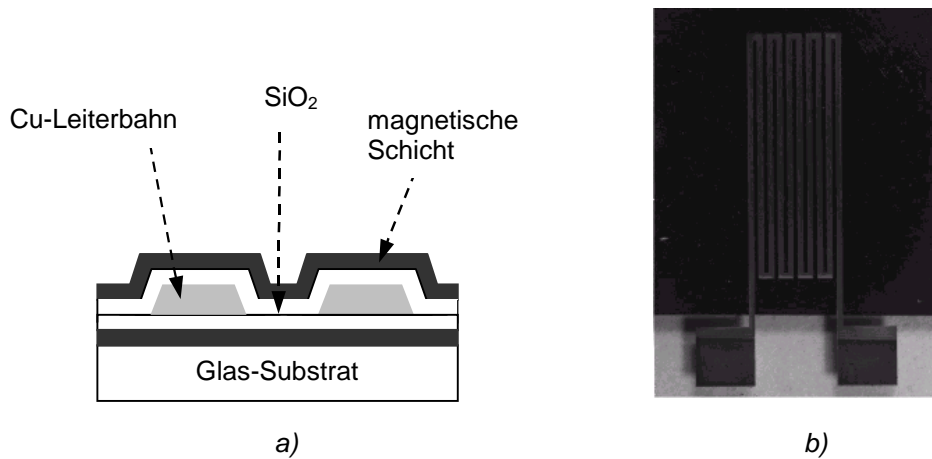 SiO₂
Cu-Leiterbahn
magnetische
Schicht
Glas-Substrat
a)
b)